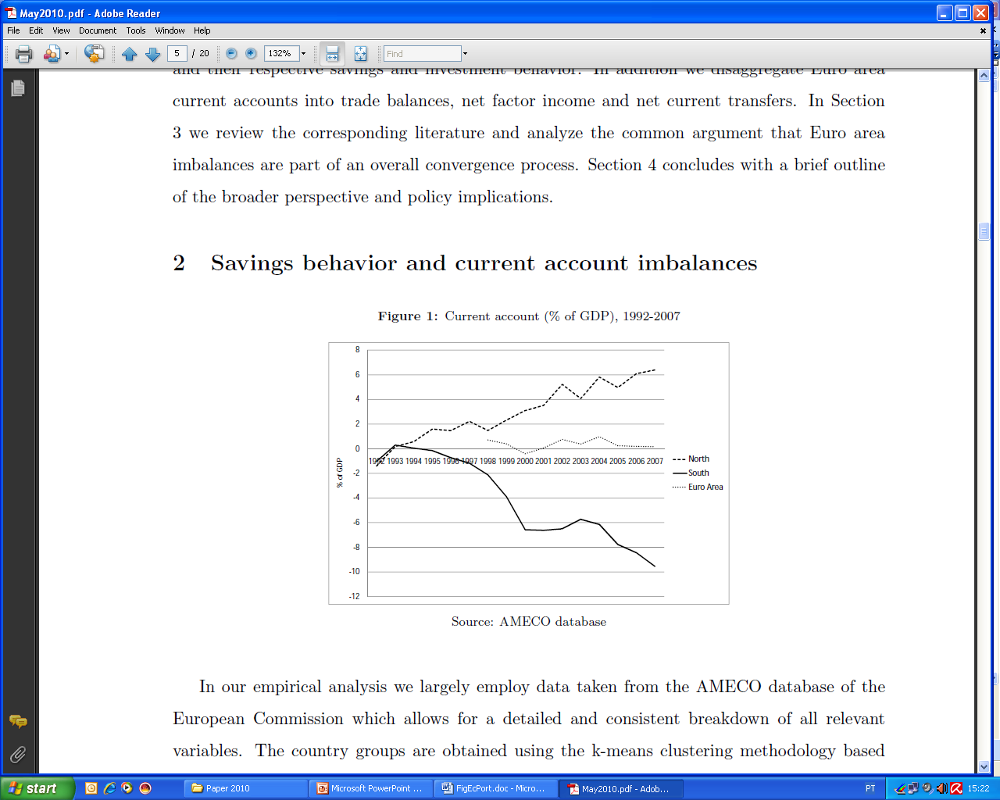 May2010.pdf - Adobe Reader
File Edit View Document Tools Window Help
5 / 20 132% Find
and their respective savings and investment behavior. In addition we disaggregate Euro area
current accounts into trade balances, net factor income and net current transfers. In Section
3 we review the corresponding literature and analyze the common argument that Euro area
imbalances are part of an overall convergence process. Section 4 concludes with a brief outline
of the broader perspective and policy implications.
2 Savings behavior and current account imbalances
Figure 1: Current account (% of GDP), 1992-2007
8
6
4
2
0
-2
-4
-6
-8
-10
-12
% of GDP
1992 1993 1994 1995 1996 1997 1998 1999 2000 2001 2002 2003 2004 2005 2006 2007
North
South
Euro Area
Source: AMECO database
In our empirical analysis we largely employ data taken from the AMECO database of the
European Commission which allows for a detailed and consistent breakdown of all relevant
variables. The country groups are obtained using the k-means clustering methodology based
start Paper 2010 Microsoft PowerPoint ... FigEcPort.doc - Micro... May2010.pdf - Adob... PT 15:22